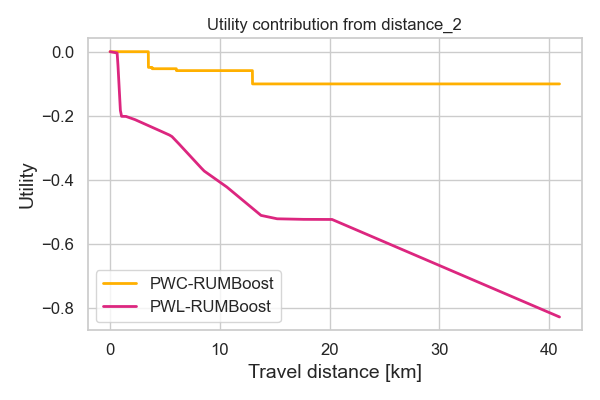 Utility contribution from distance_2
0.0
−0.2
−0.4
−0.6
−0.8
Utility
PWC-RUMBoost
PWL-RUMBoost
0
10
20
30
40
Travel distance [km]